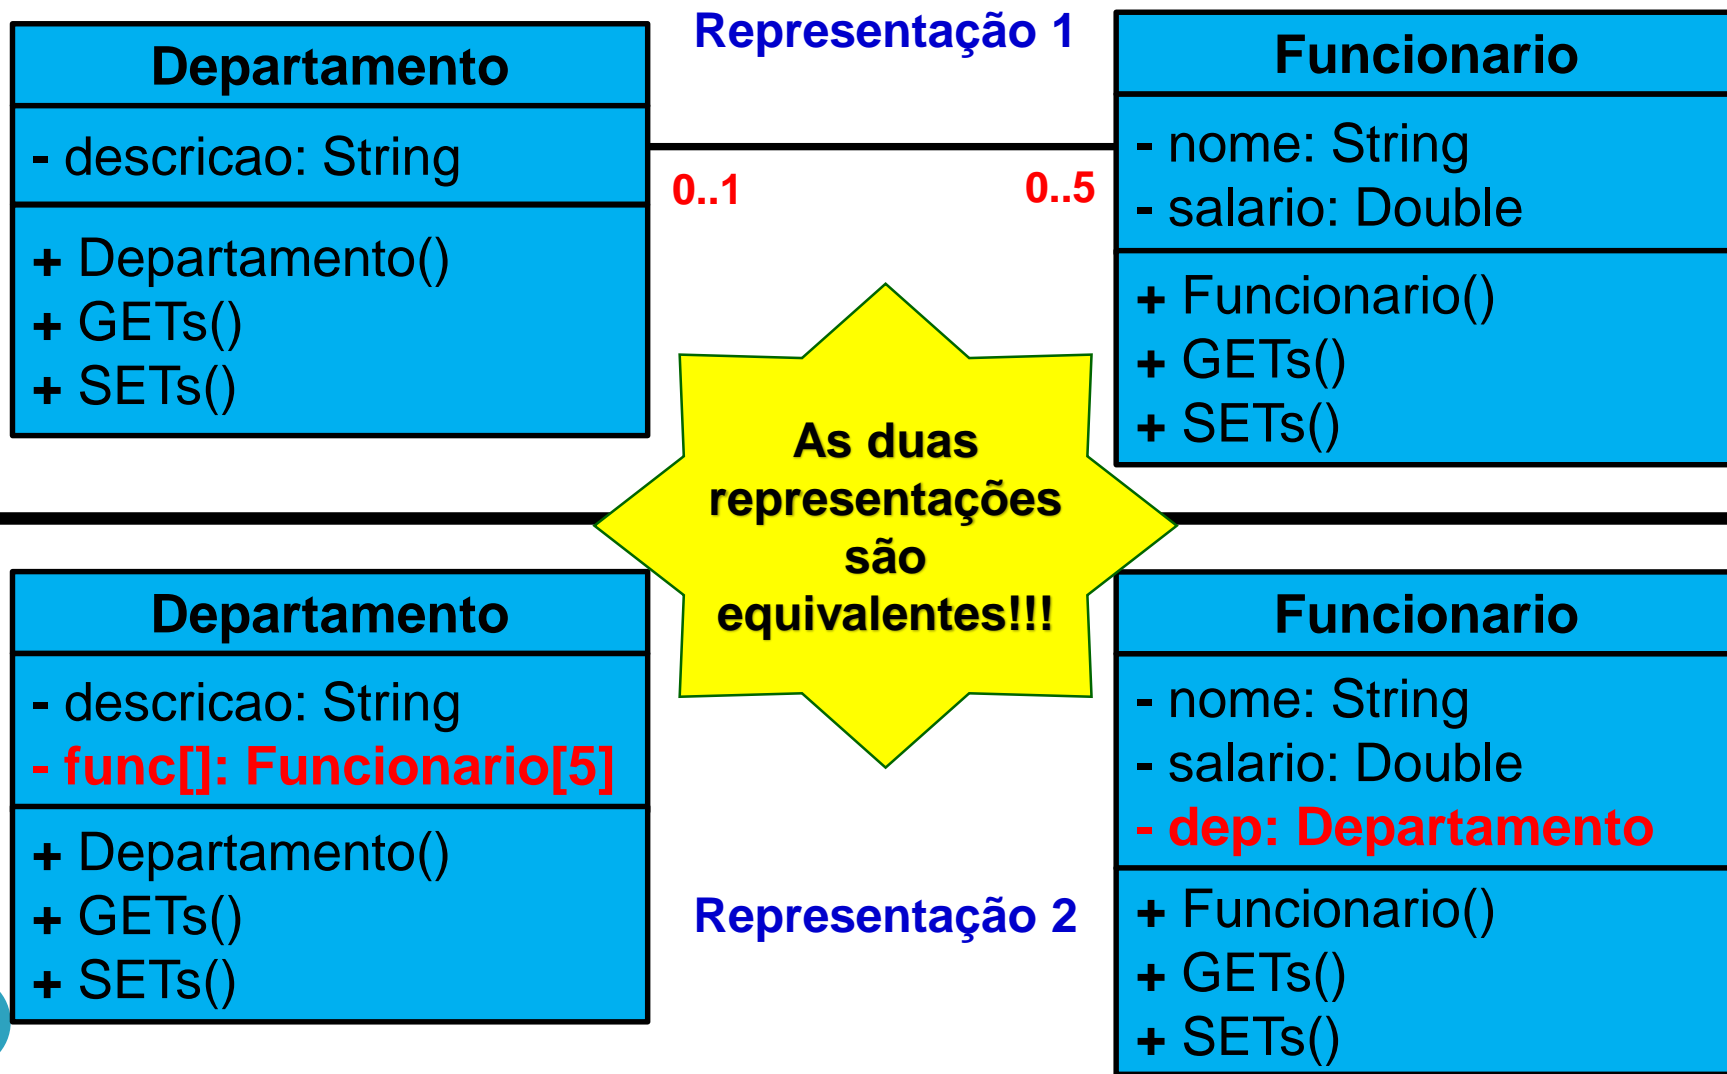 Representação 1
Departamento
- descricao: String
+ Departamento()
+ GETs()
+ SETs()
0..1
0..5
Funcionario
- nome: String
- salario: Double
+ Funcionario()
+ GETs()
+ SETs()
As duas
representações
são
equivalentes!!!
Departamento
- descricao: String
- func[]: Funcionario[5]
+ Departamento()
+ GETs()
+ SETs()
Representação 2
Funcionario
- nome: String
- salario: Double
- dep: Departamento
+ Funcionario()
+ GETs()
+ SETs()